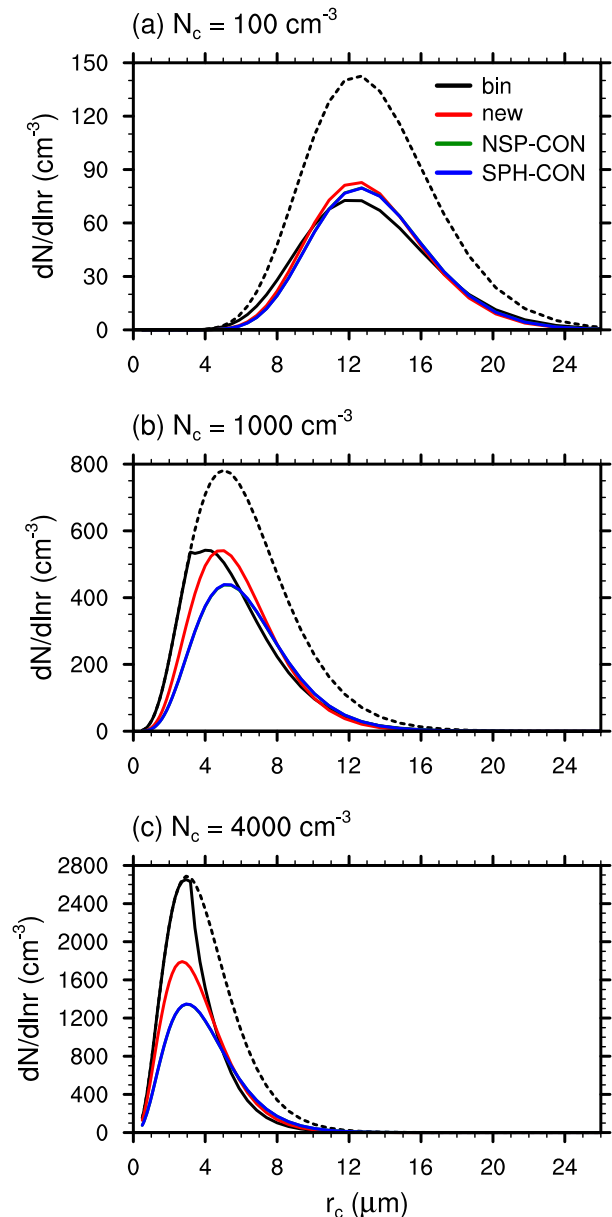 (a) N_c = 100 cm⁻³
dN/dlnr (cm⁻³)
150
120
90
60
30
0
bin
new
NSP-CON
SPH-CON
0 4 8 12 16 20 24
(b) N_c = 1000 cm⁻³
dN/dlnr (cm⁻³)
800
600
400
200
0
0 4 8 12 16 20 24
(c) N_c = 4000 cm⁻³
dN/dlnr (cm⁻³)
2800
2400
2000
1600
1200
800
400
0
0 4 8 12 16 20 24
r_c (μm)